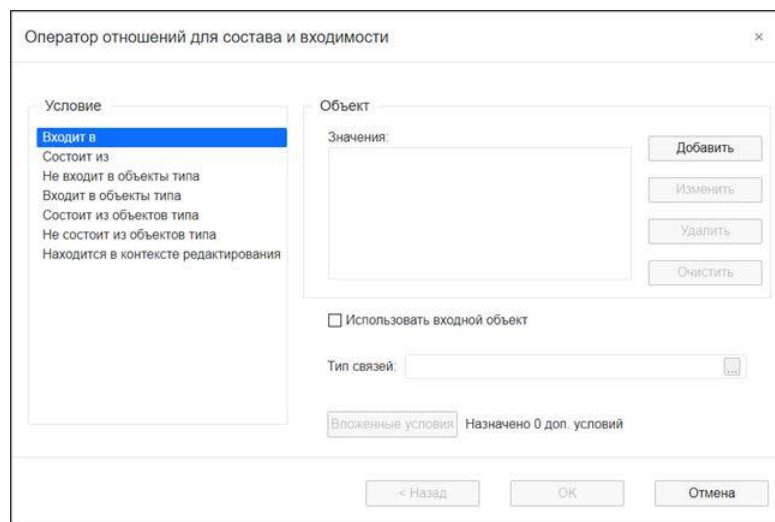 Оператор отношений для состава и входимости
×
Условие
Входит в
Состоит из
Не входит в объекты типа
Входит в объекты типа
Состоит из объектов типа
Не состоит из объектов типа
Находится в контексте редактирования
Объект
Значения:
Добавить
Изменить
Удалить
Очистить
Использовать входной объект
Тип связей:
...
Вложенные условия Назначено 0 доп. условий
< Назад OK Отмена